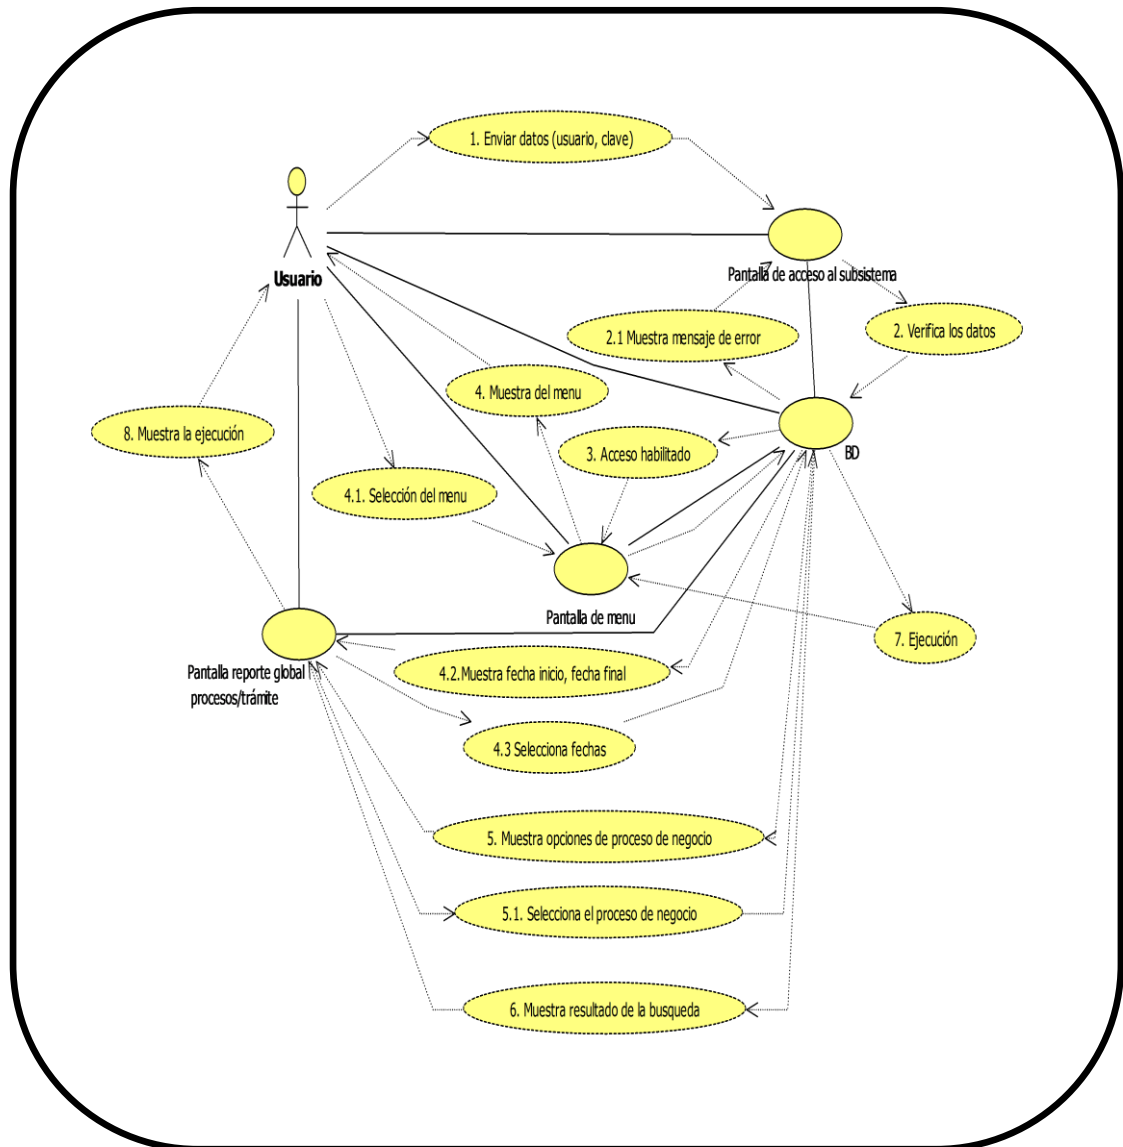 1. Enviar datos (usuario, clave)
Usuario
Pantalla de acceso al subsistema
2.1 Muestra mensaje de error
2. Verifica los datos
4. Muestra del menu
8. Muestra la ejecución
3. Acceso habilitado
BD
4.1. Selección del menu
Pantalla de menu
7. Ejecución
Pantalla reporte global
procesos/trámite
4.2.Muestra fecha inicio, fecha final
4.3 Selecciona fechas
5. Muestra opciones de proceso de negocio
5.1. Selecciona el proceso de negocio
6. Muestra resultado de la busqueda